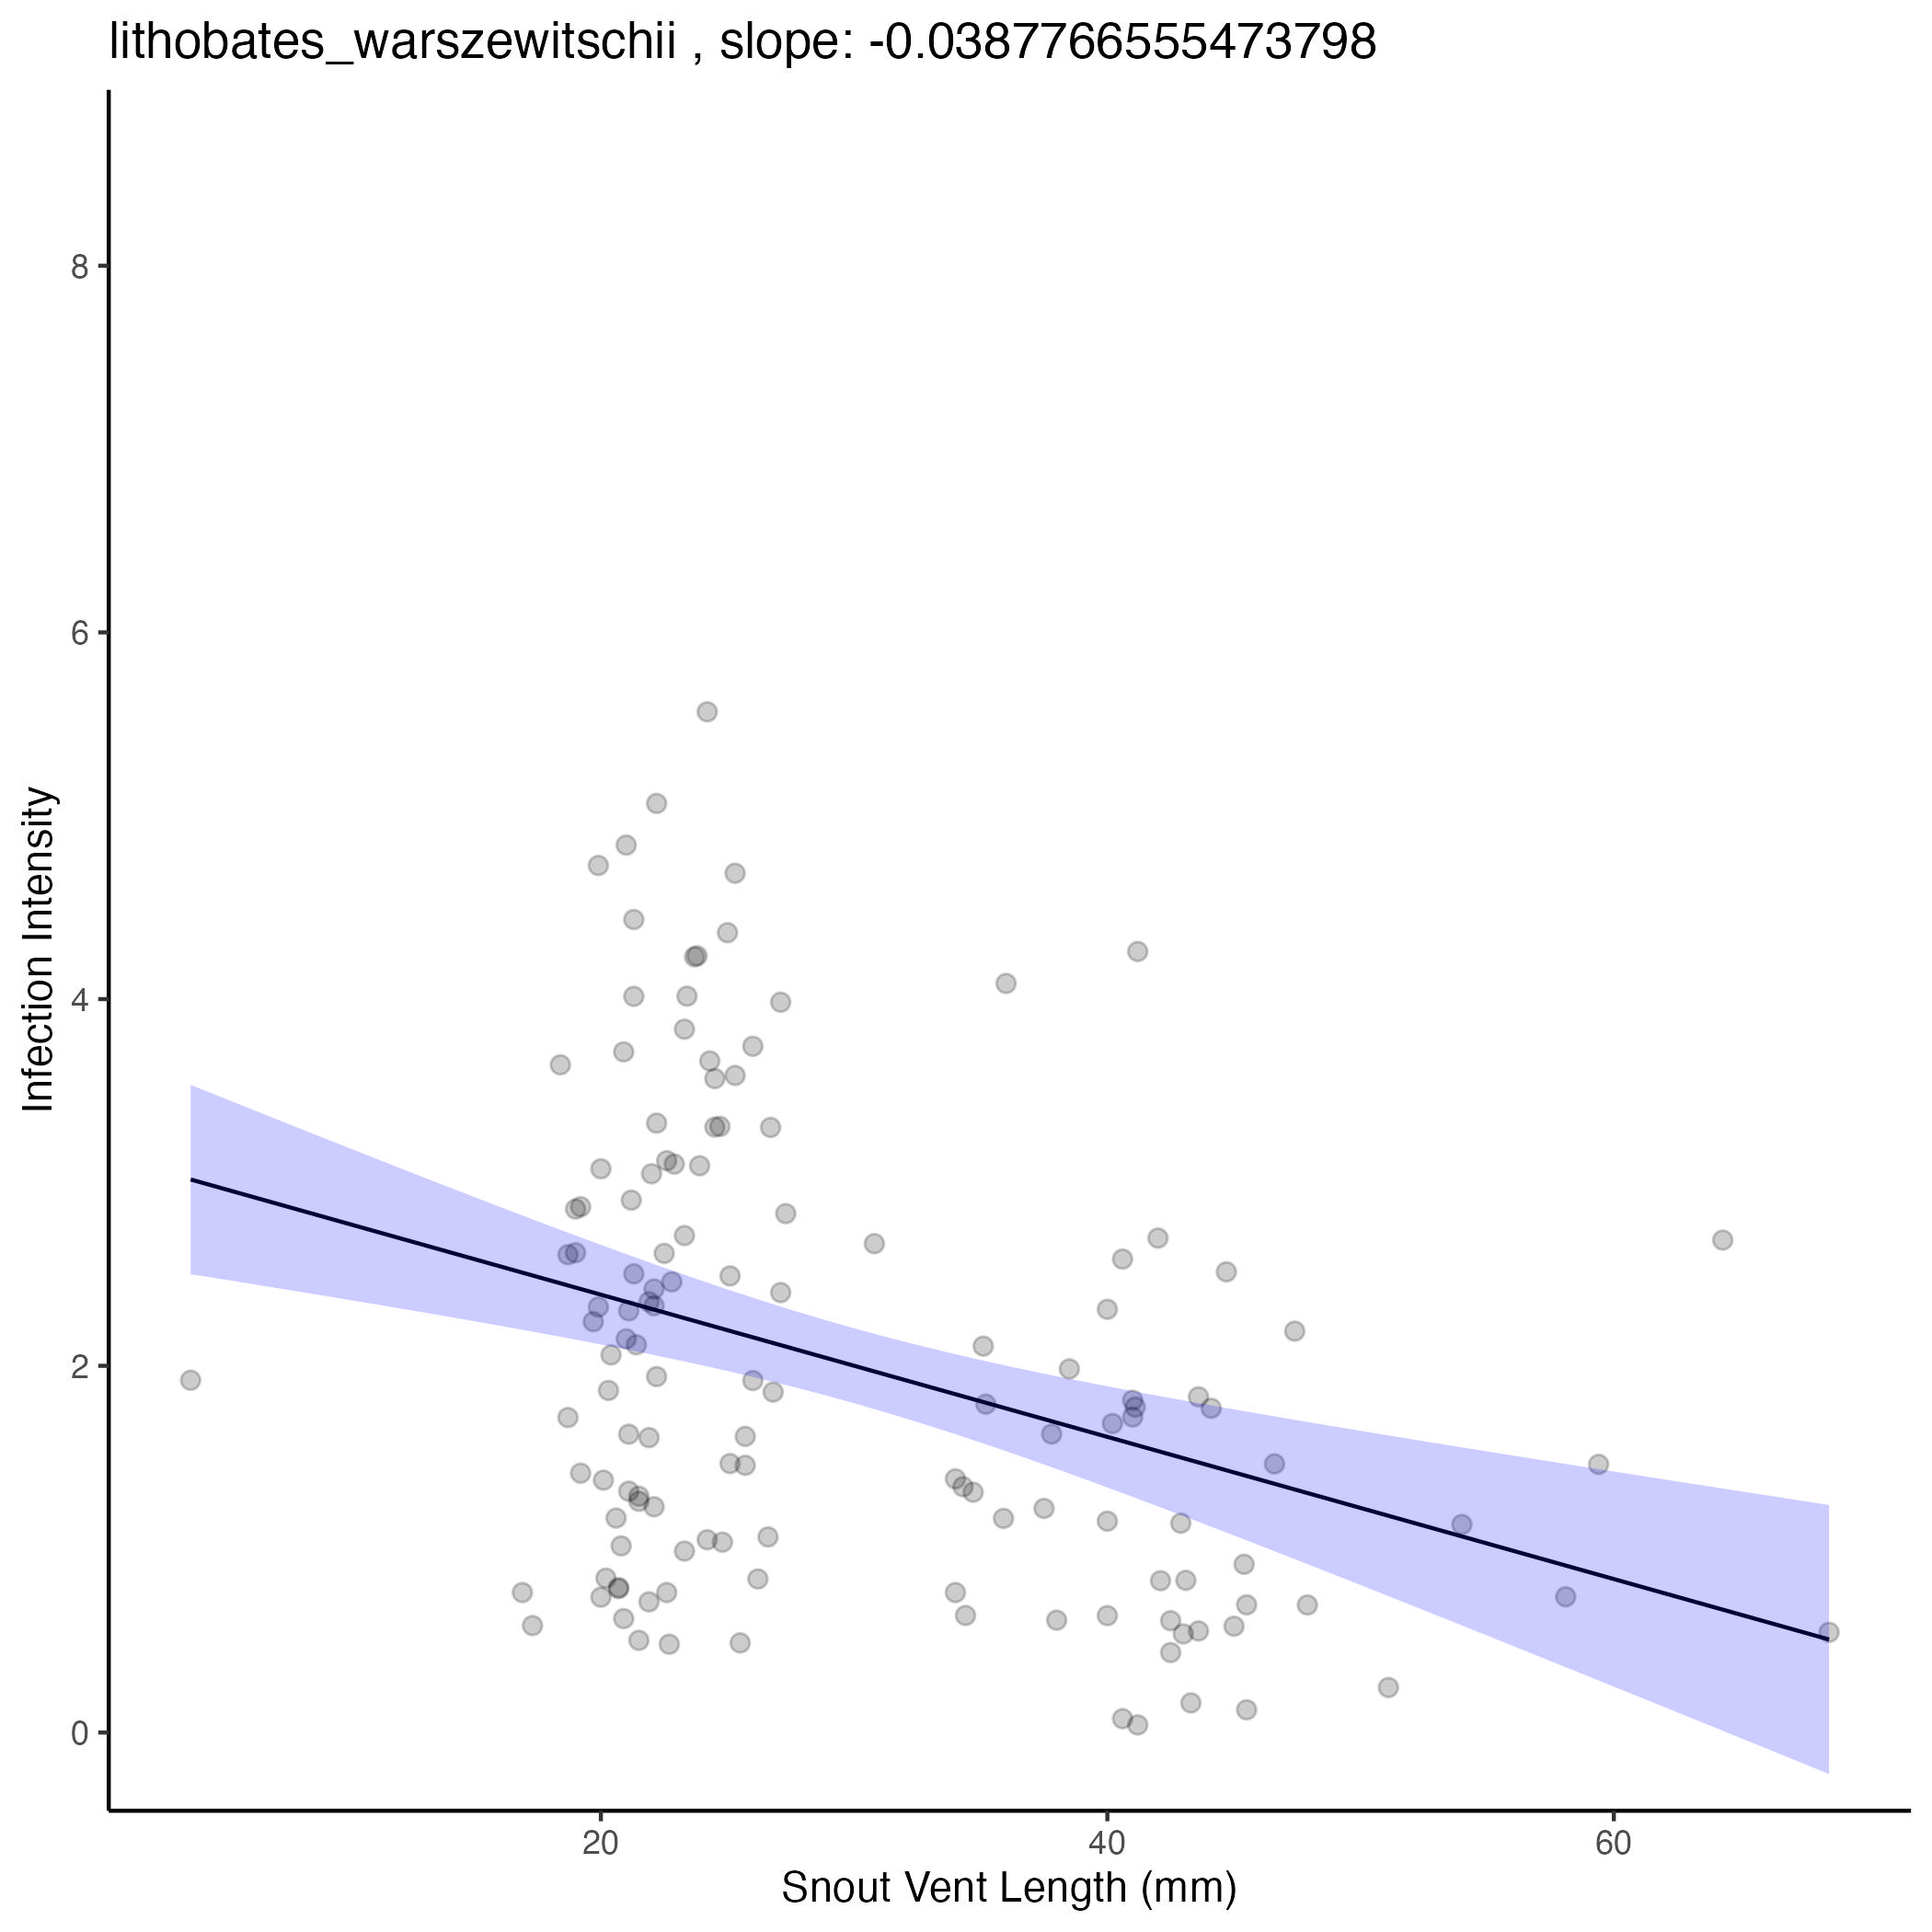 lithobates_warszewitschii , slope: -0.0387766555473798
8
6
4
2
0
Infection Intensity
20 40 60
Snout Vent Length (mm)